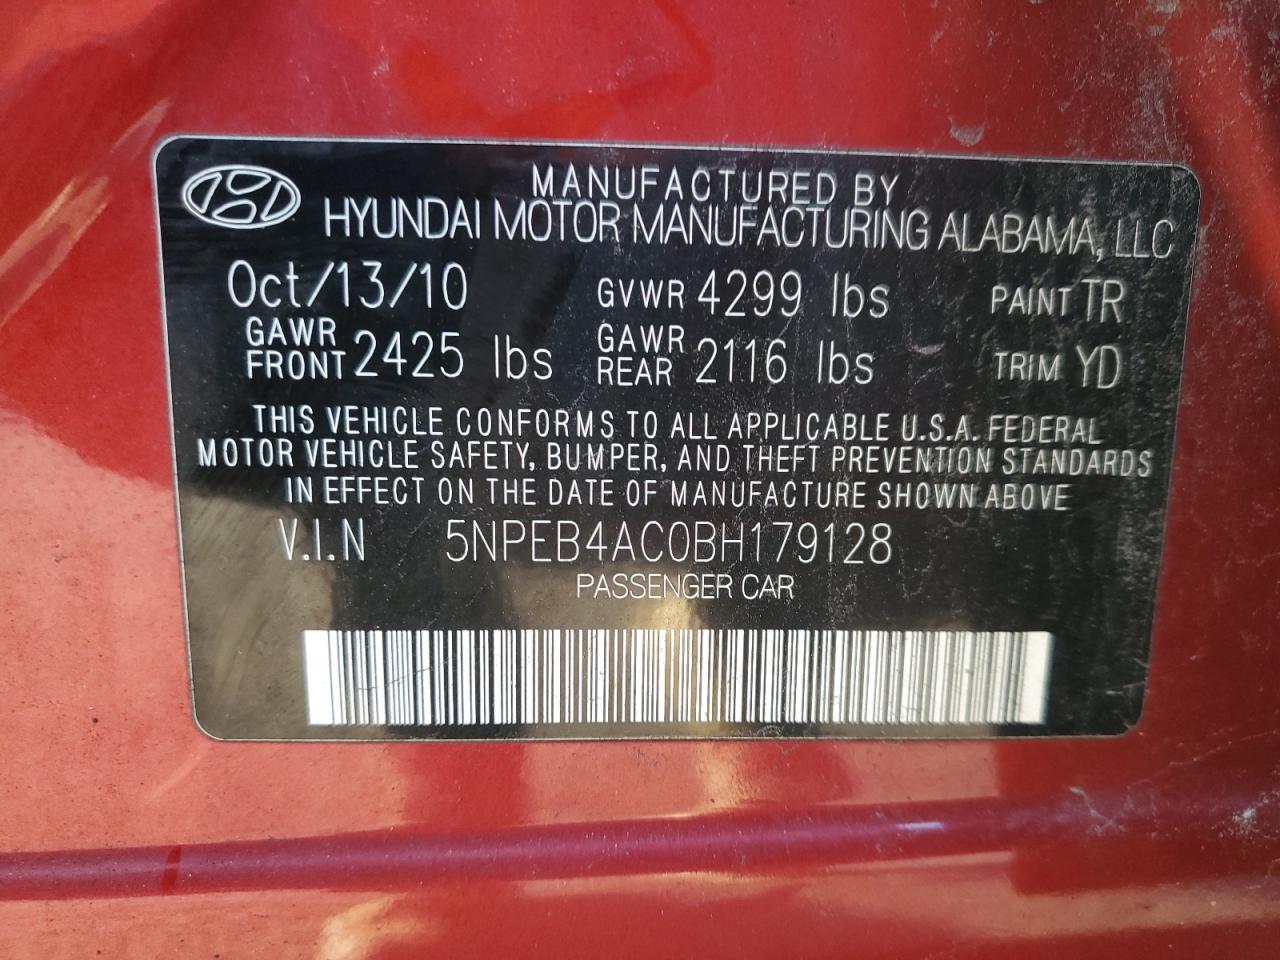 MANUFACTURED BY
HYUNDAI MOTOR MANUFACTURING ALABAMA, LLC
Oct/13/10 GVWR 4299 lbs PAINT TR
GAWR FRONT 2425 lbs GAWR REAR 2116 lbs TRIM YD
THIS VEHICLE CONFORMS TO ALL APPLICABLE U.S.A. FEDERAL
MOTOR VEHICLE SAFETY, BUMPER, AND THEFT PREVENTION STANDARDS
IN EFFECT ON THE DATE OF MANUFACTURE SHOWN ABOVE
V.I.N 5NPEB4AC0BH179128
PASSENGER CAR